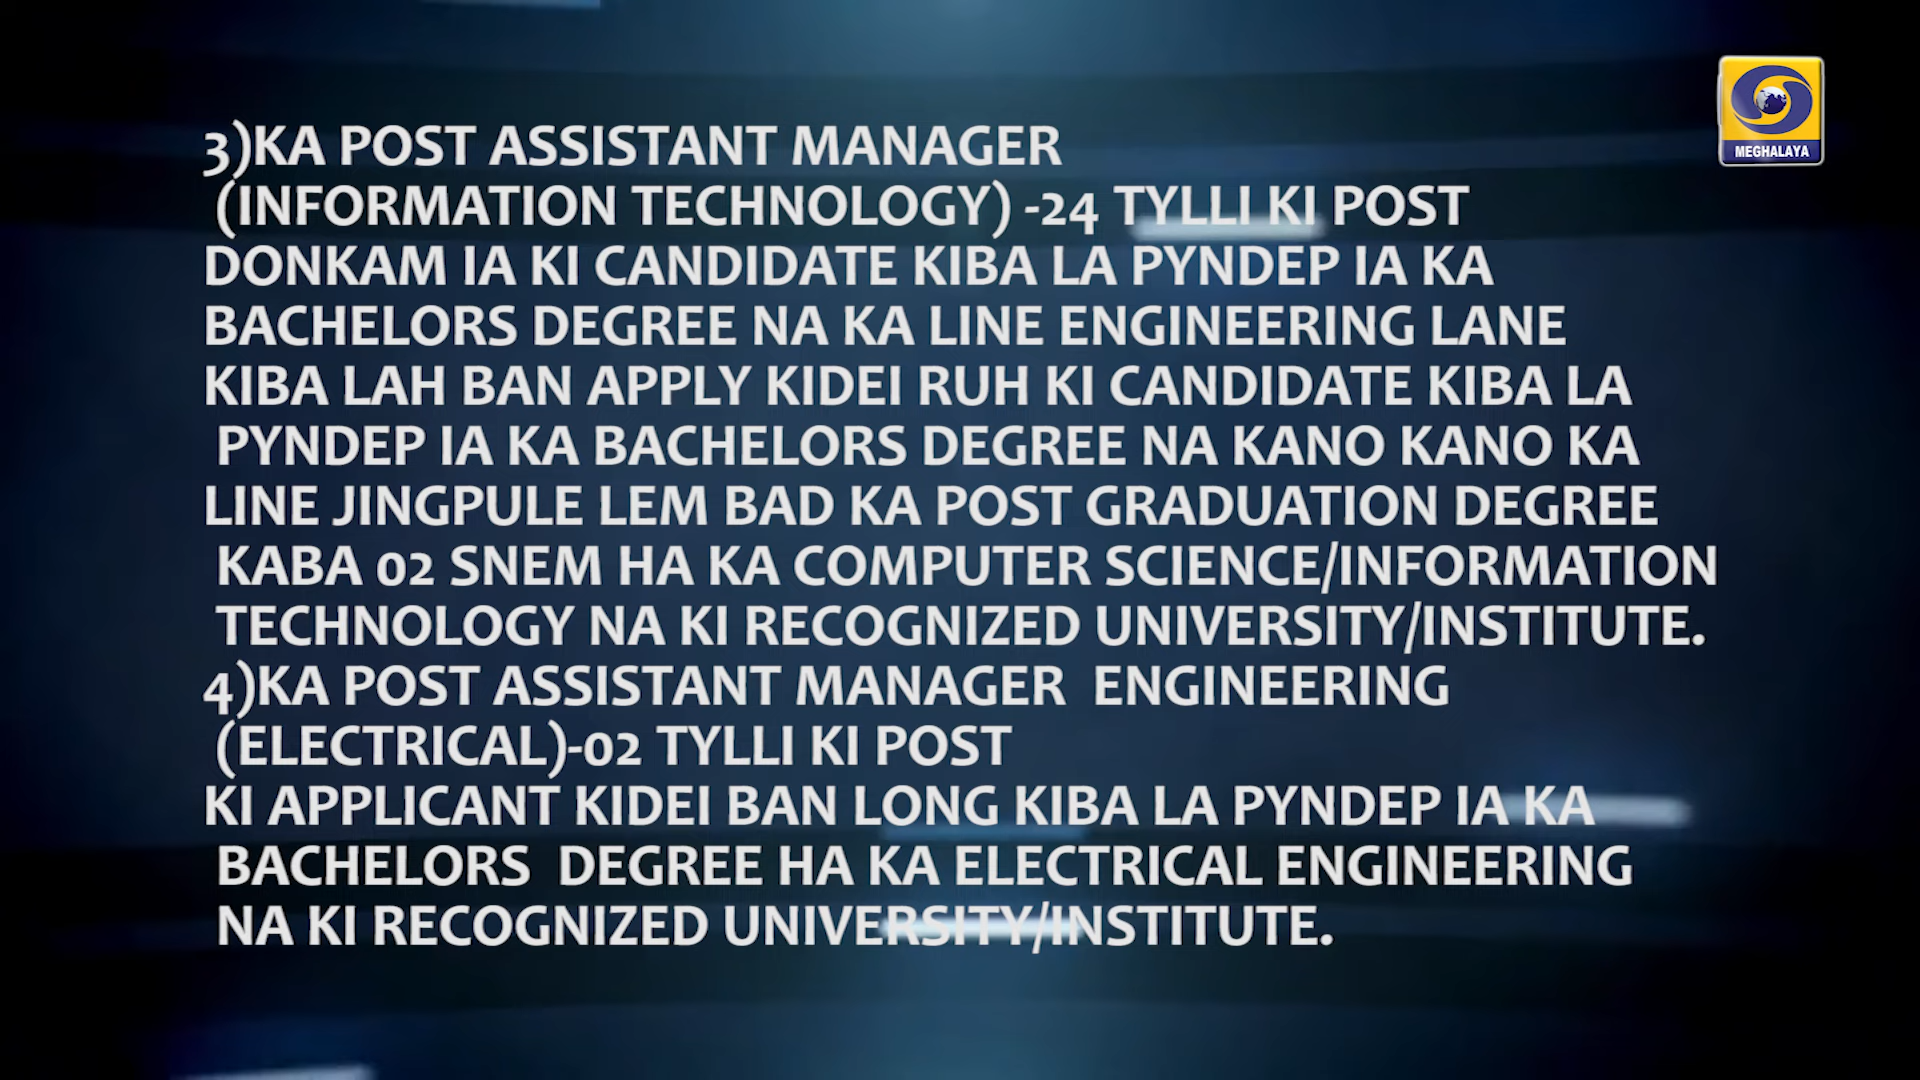 MEGHALAYA
3)KA POST ASSISTANT MANAGER
(INFORMATION TECHNOLOGY) -24 TYLLI KI POST
DONKAM IA KI CANDIDATE KIBA LA PYNDEP IA KA
BACHELORS DEGREE NA KA LINE ENGINEERING LANE
KIBA LAH BAN APPLY KIDEI RUH KI CANDIDATE KIBA LA
PYNDEP IA KA BACHELORS DEGREE NA KANO KANO KA
LINE JINGPULE LEM BAD KA POST GRADUATION DEGREE
KABA 02 SNEM HA KA COMPUTER SCIENCE/INFORMATION
TECHNOLOGY NA KI RECOGNIZED UNIVERSITY/INSTITUTE.
4)KA POST ASSISTANT MANAGER  ENGINEERING
(ELECTRICAL)-02 TYLLI KI POST
KI APPLICANT KIDEI BAN LONG KIBA LA PYNDEP IA KA
BACHELORS  DEGREE HA KA ELECTRICAL ENGINEERING
NA KI RECOGNIZED UNIVERSITY/INSTITUTE.